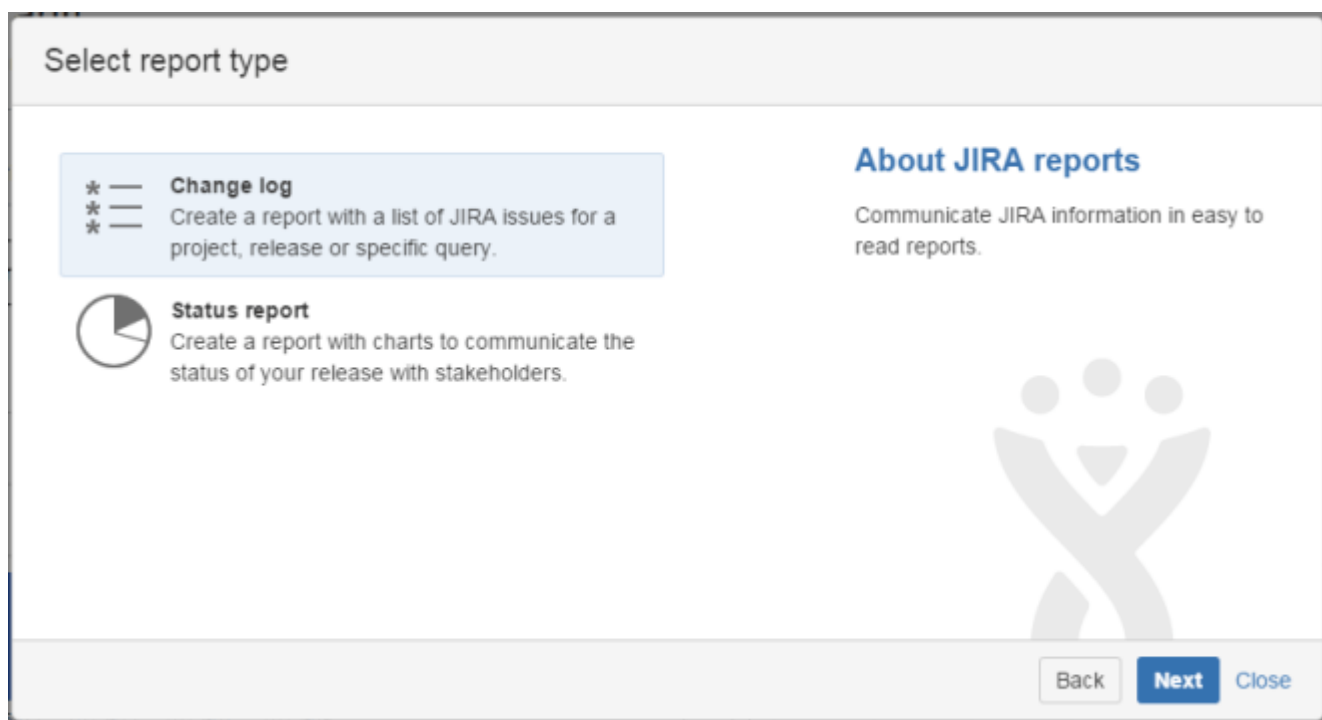 Select report type
Change log
Create a report with a list of JIRA issues for a
project, release or specific query.
Status report
Create a report with charts to communicate the
status of your release with stakeholders.
About JIRA reports
Communicate JIRA information in easy to
read reports.
Back Next Close